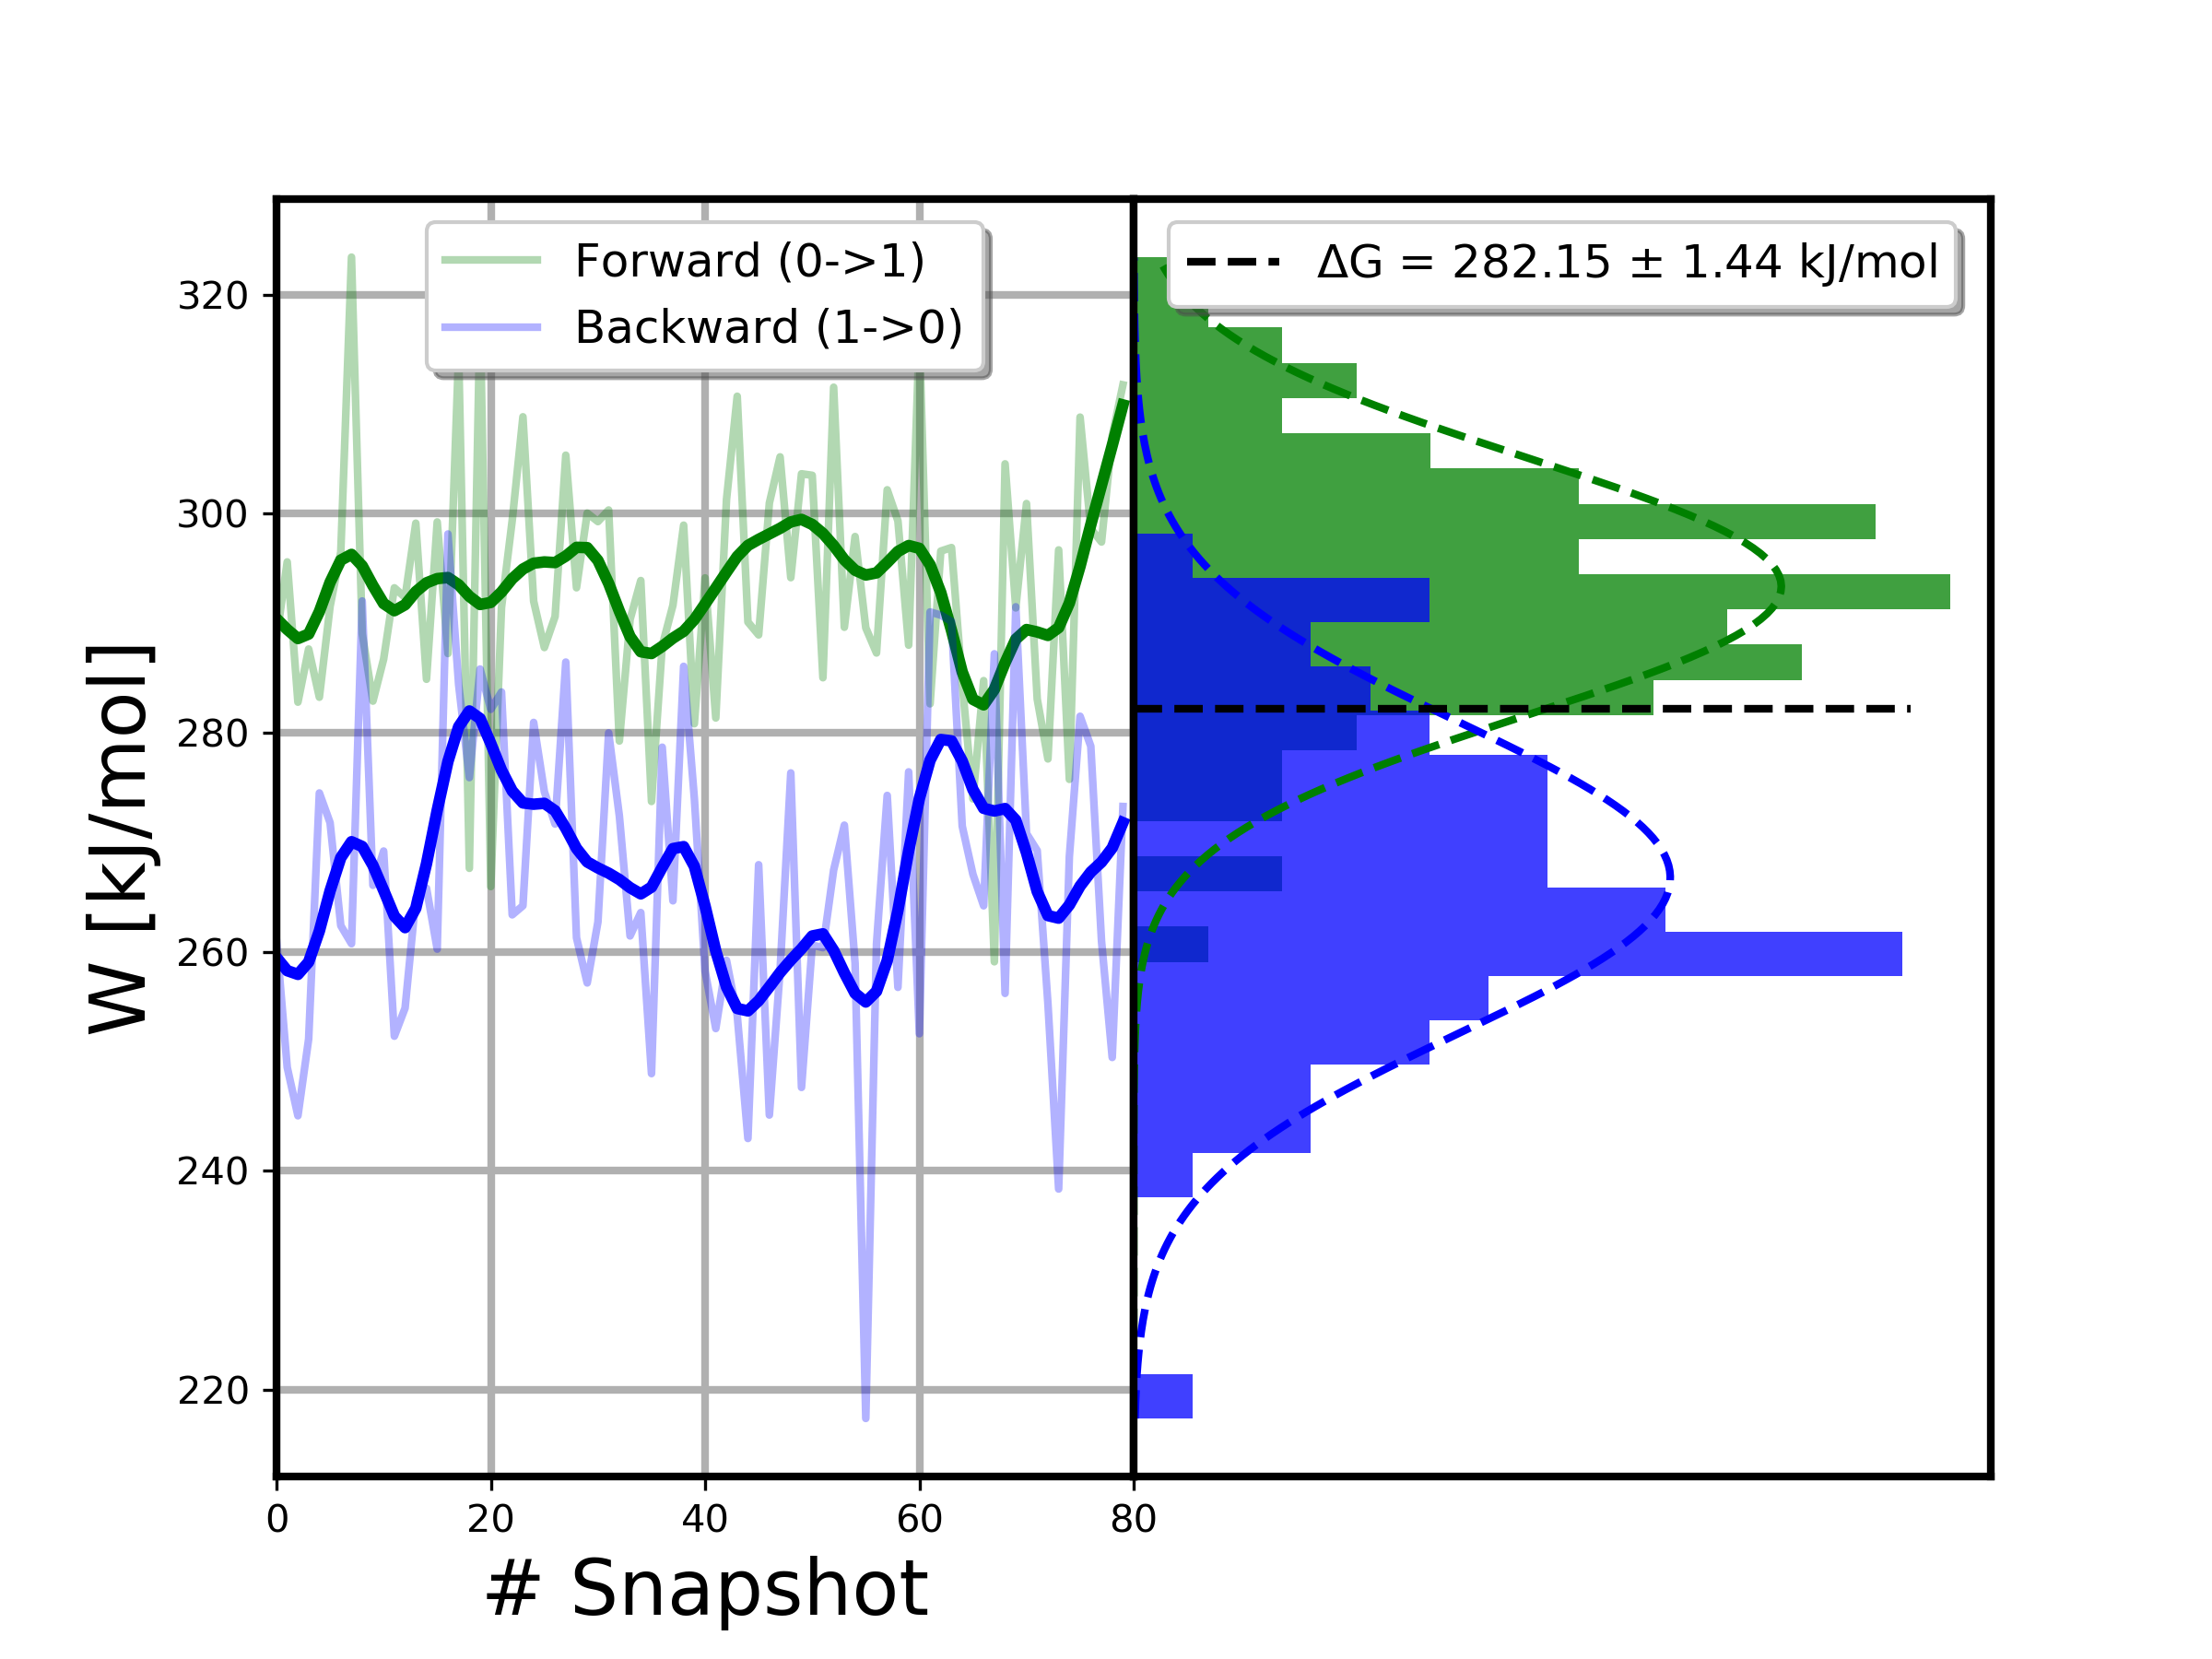 Forward (0->1)
Backward (1->0)
ΔG = 282.15 ± 1.44 kJ/mol
W [kJ/mol]
320
300
280
260
240
220
0 20 40 60 80
# Snapshot